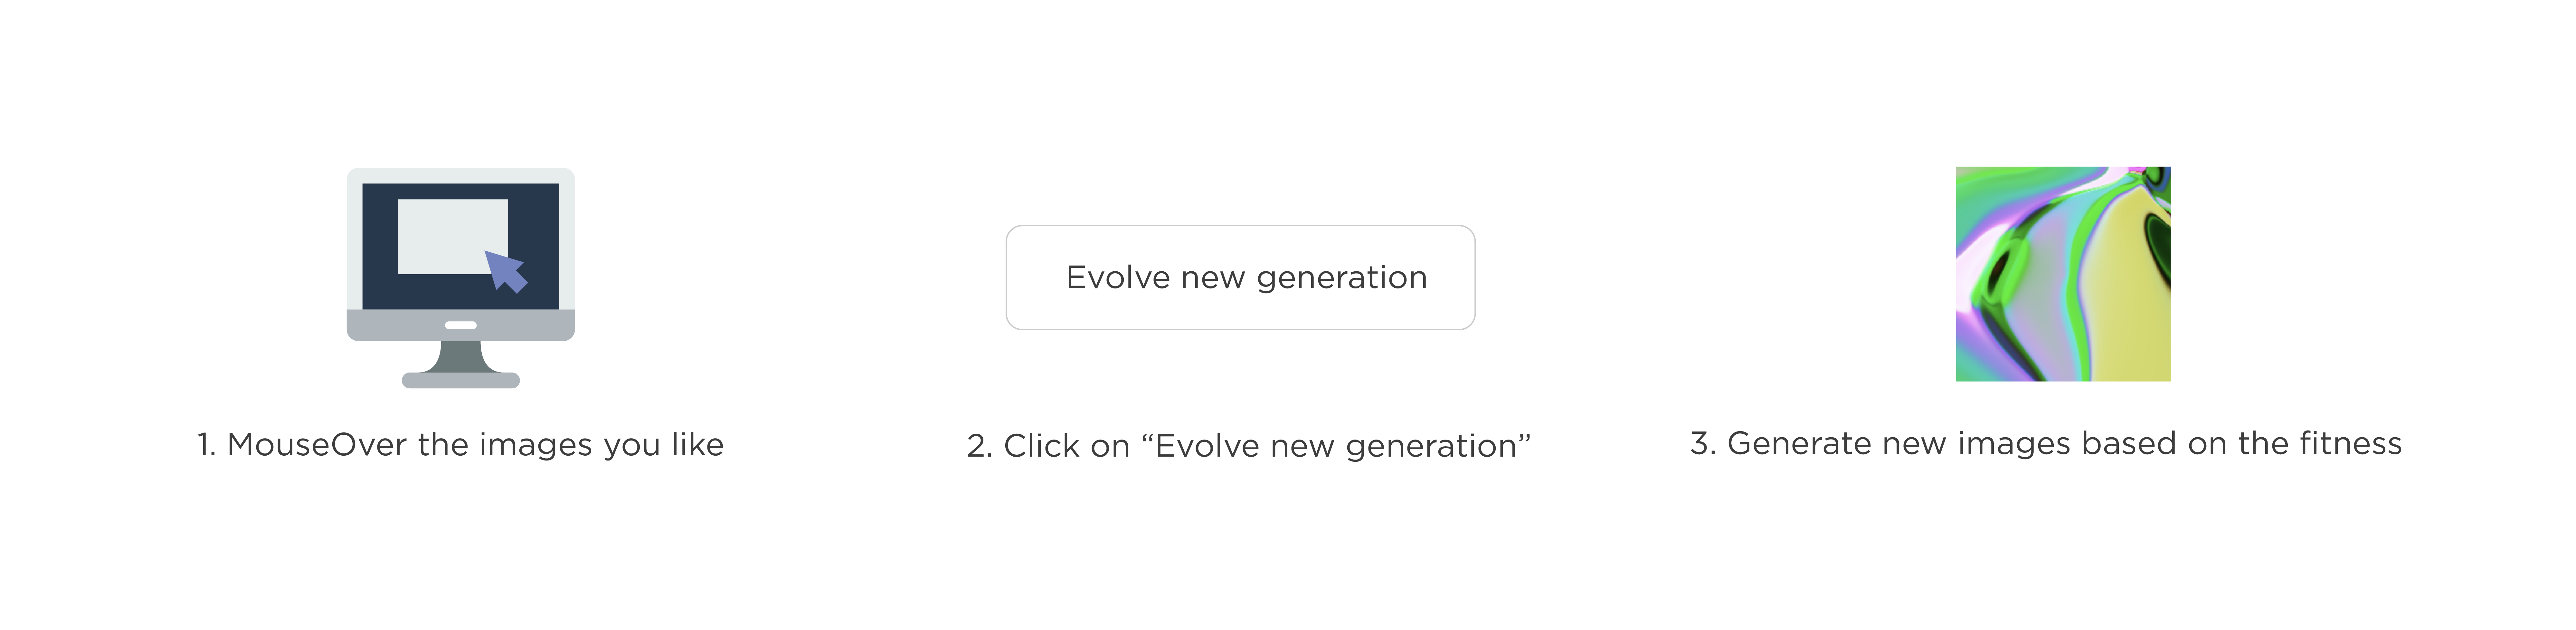 Evolve new generation
1. MouseOver the images you like
2. Click on “Evolve new generation”
3. Generate new images based on the fitness